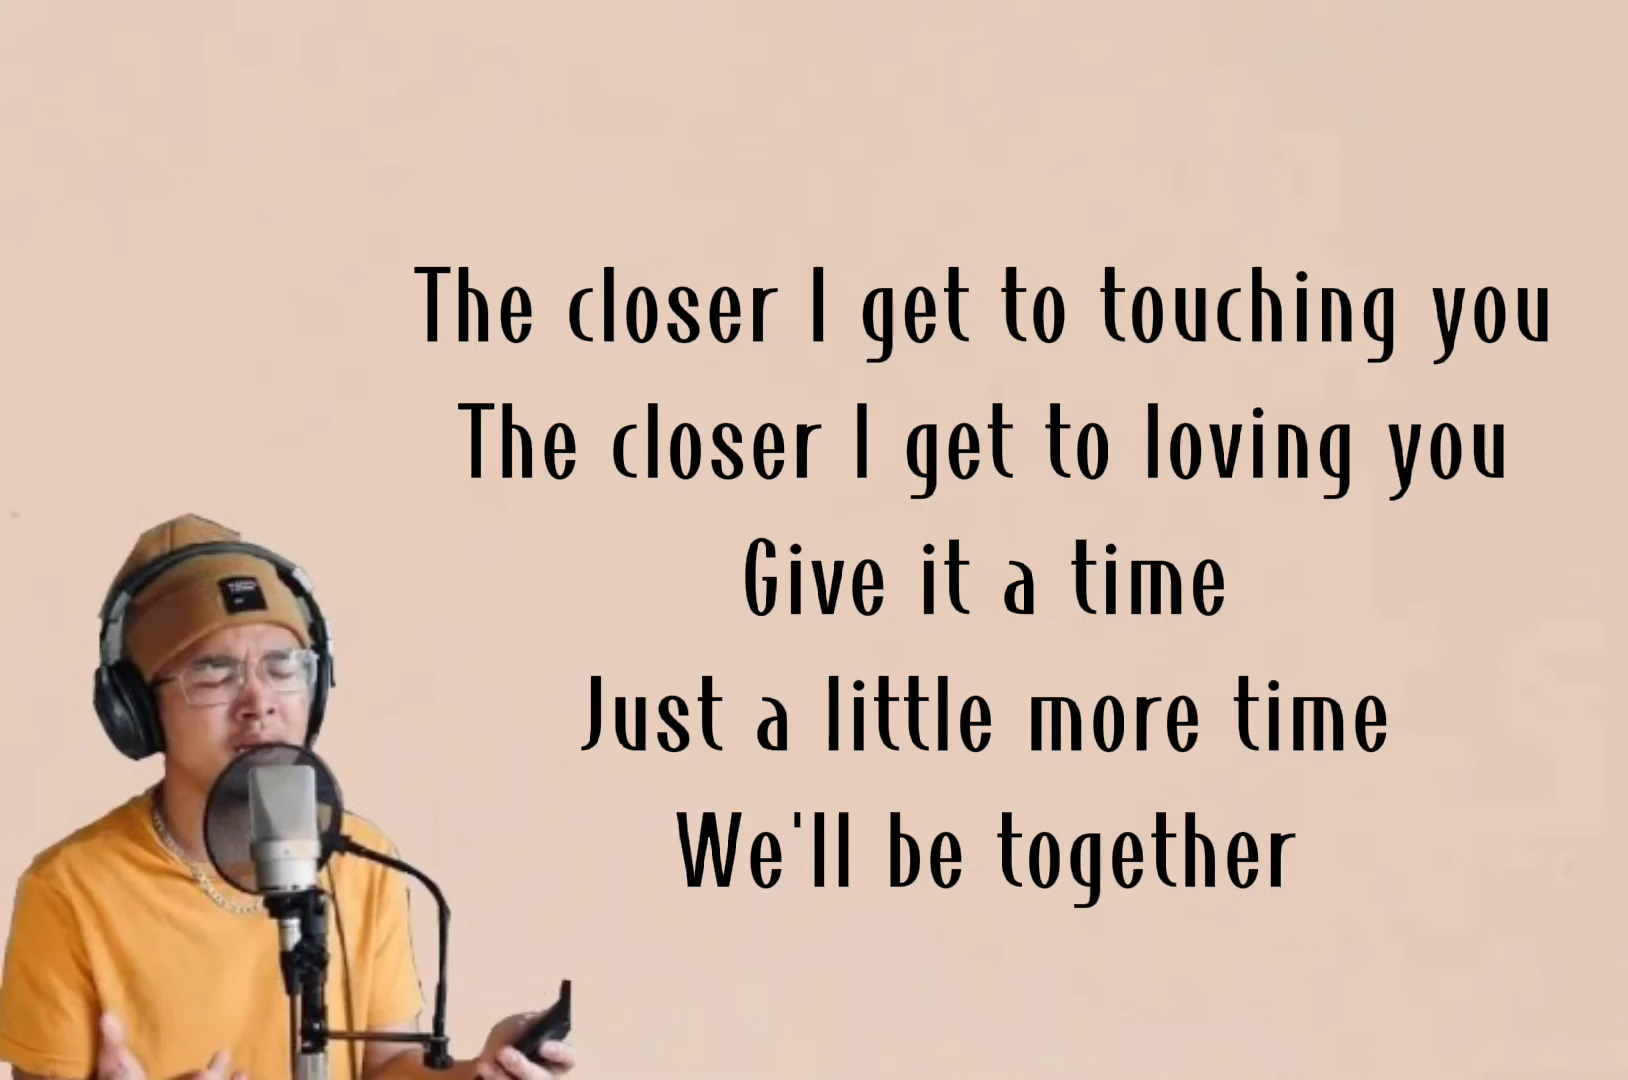 The closer I get to touching you
The closer I get to loving you
Give it a time
Just a little more time
We'll be together